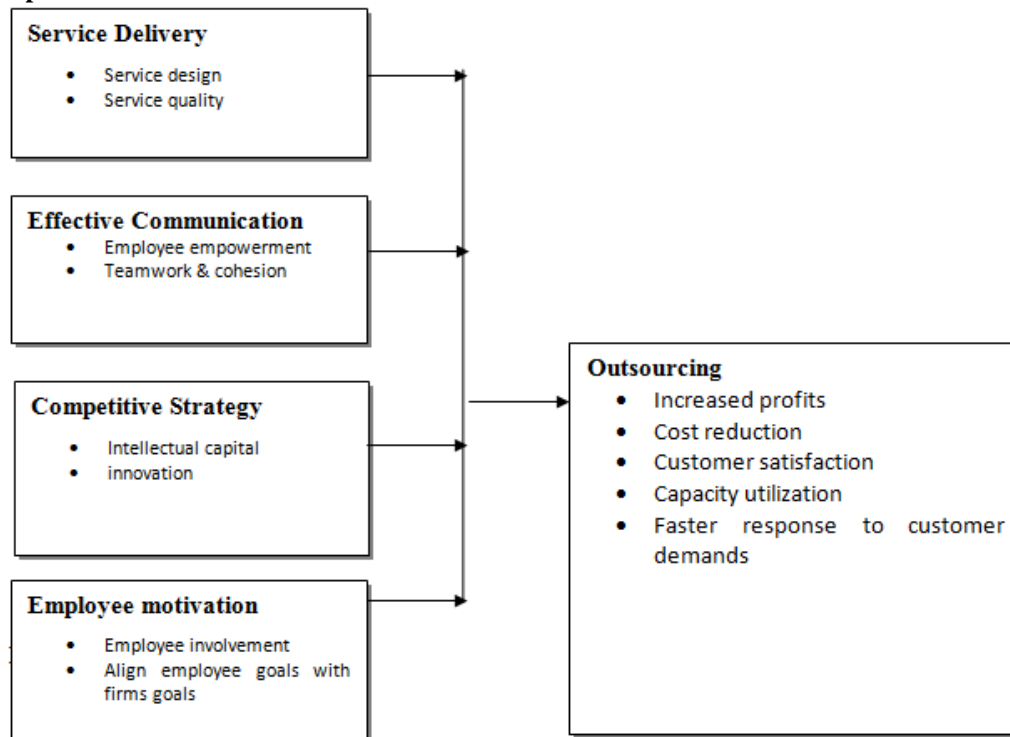 Service Delivery
• Service design
• Service quality
Effective Communication
• Employee empowerment
• Teamwork & cohesion
Competitive Strategy
• Intellectual capital
• innovation
Employee motivation
• Employee involvement
• Align employee goals with
firms goals
Outsourcing
• Increased profits
• Cost reduction
• Customer satisfaction
• Capacity utilization
• Faster response to customer
demands